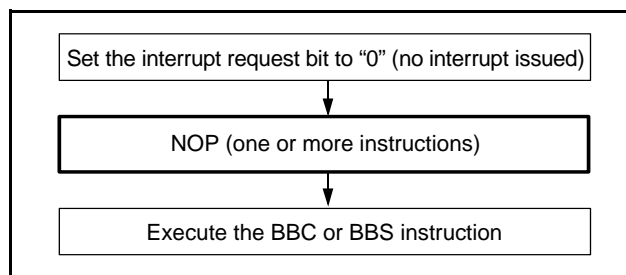 Set the interrupt request bit to “0” (no interrupt issued)
NOP (one or more instructions)
Execute the BBC or BBS instruction